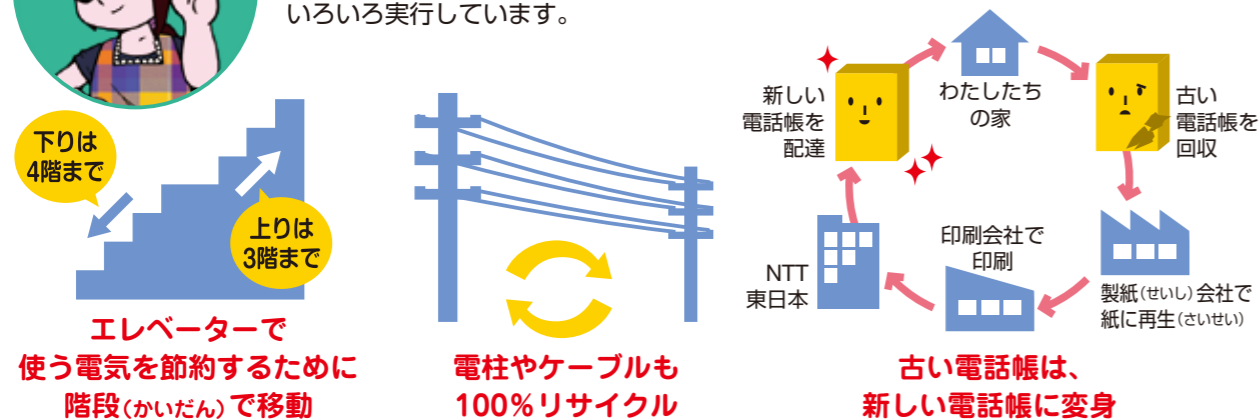 いろいろ実行しています。
下りは
4階まで
上りは
3階まで
エレベーターで
使う電気を節約するために
階段(かいだん)で移動
電柱やケーブルも
100%リサイクル
新しい
電話帳を
配達
わたしたち
の家
古い
電話帳を
回収
製紙(せいし)会社で
紙に再生(さいせい)
印刷会社で
印刷
NTT
東日本
古い電話帳は、
新しい電話帳に変身